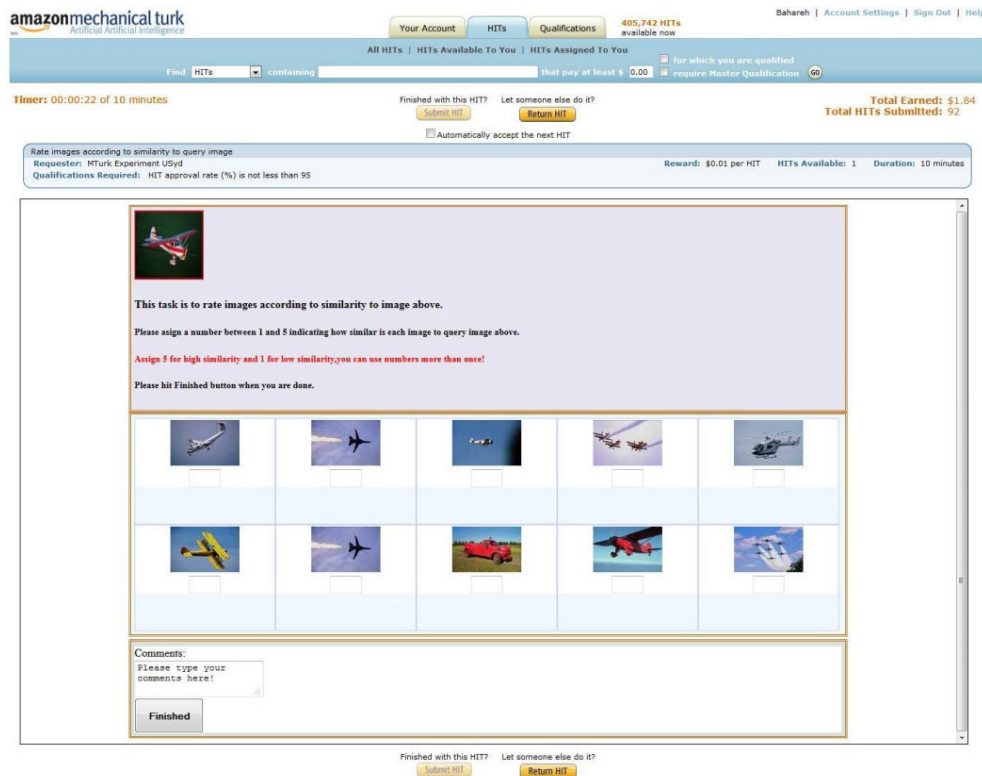 amazonmechanical turk
Artificial Artificial Intelligence
Your Account
HITs
Qualifications
405,742 HITs
available now
Bahareh | Account Settings | Sign Out | Help
All HITs | HITs Available To You | HITs Assigned To You
Find HITs containing that pay at least $ 0.00 for which you are qualified
require Master Qualification GO
Timer: 00:00:22 of 10 minutes
Finished with this HIT? Let someone else do it?
Submit HIT Return HIT
Automatically accept the next HIT
Total Earned: $1.84
Total HITs Submitted: 92
Rate images according to similarity to query image
Requester: MTurk Experiment USyd Reward: $0.01 per HIT HITs Available: 1 Duration: 10 minutes
Qualifications Required: HIT approval rate (%) is not less than 95
This task is to rate images according to similarity to image above.
Please asign a number between 1 and 5 indicating how similar is each image to query image above.
Assign 5 for high similarity and 1 for low similarity,you can use numbers more than once!
Please hit Finished button when you are done.
Comments:
Please type your
comments here!
Finished
Finished with this HIT? Let someone else do it?
Submit HIT Return HIT